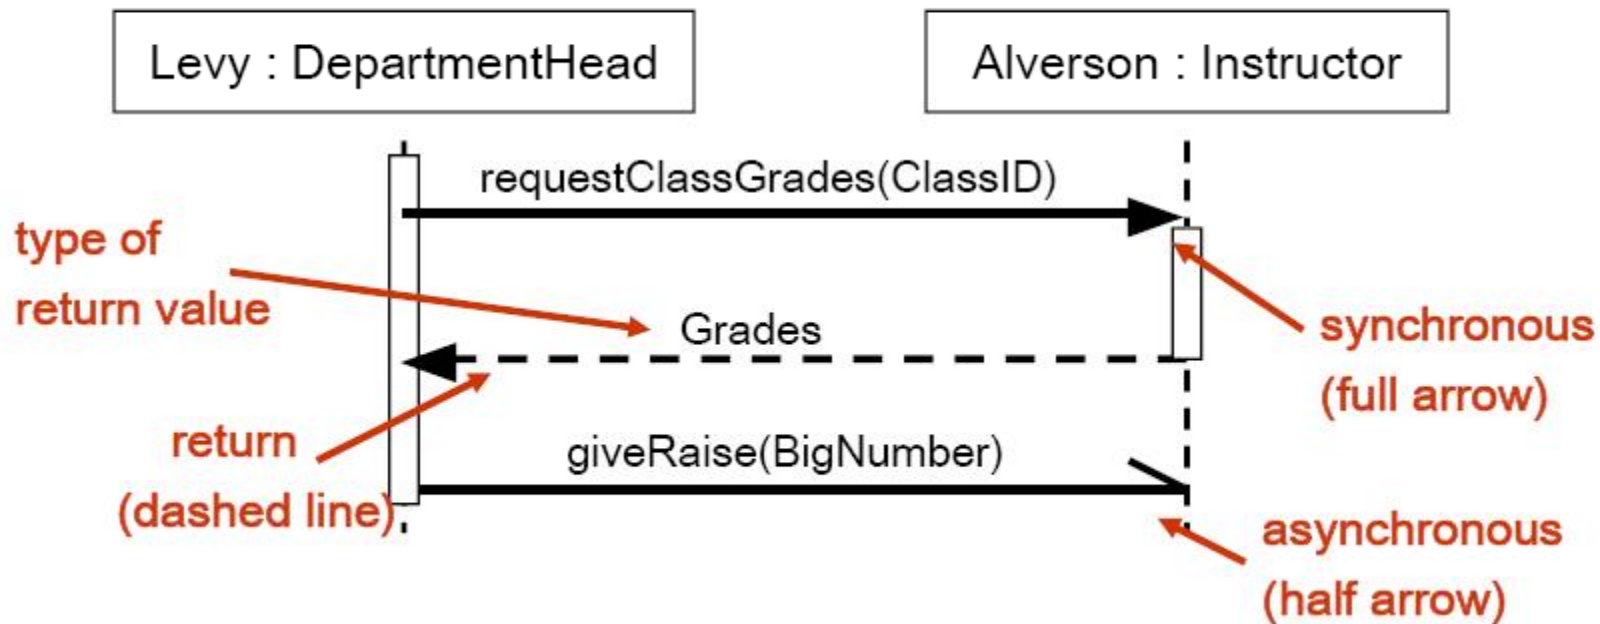 Levy : DepartmentHead
Alverson : Instructor
requestClassGrades(ClassID)
type of
return value
Grades
synchronous
(full arrow)
return
(dashed line)
giveRaise(BigNumber)
asynchronous
(half arrow)